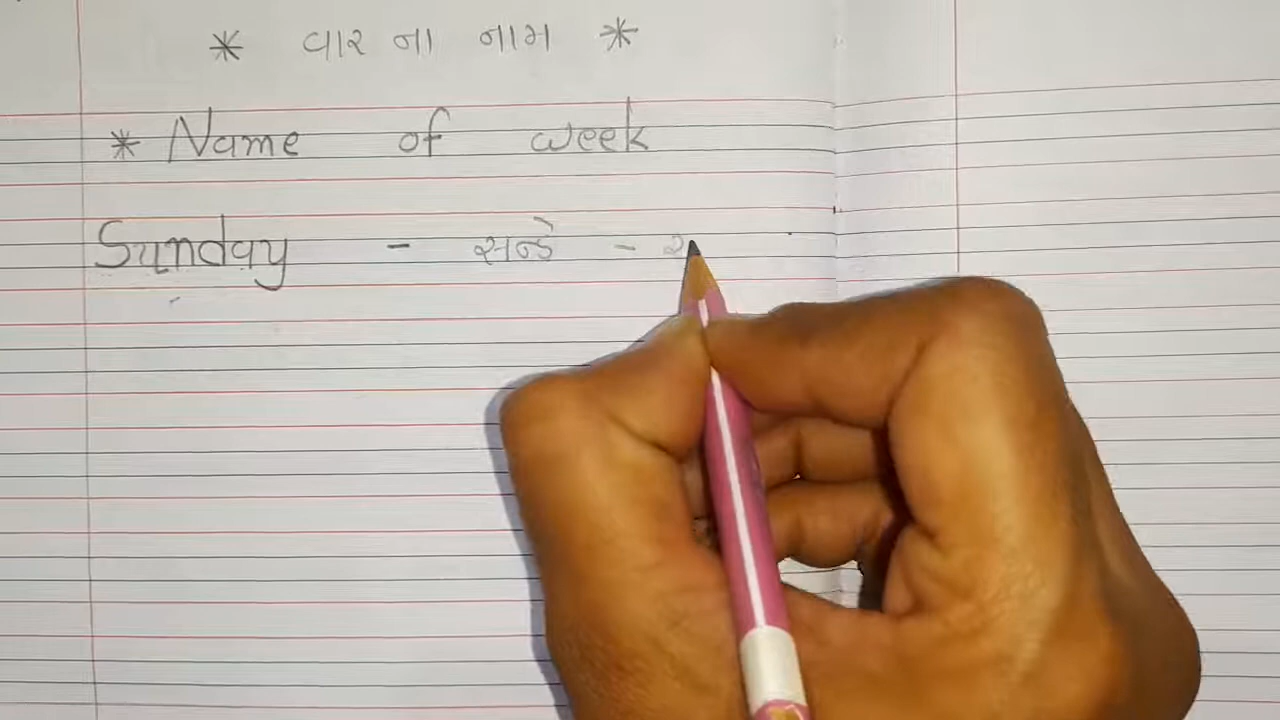 * વાર ના નામ *
* Name of week
Sunday - સન્ડે - ર